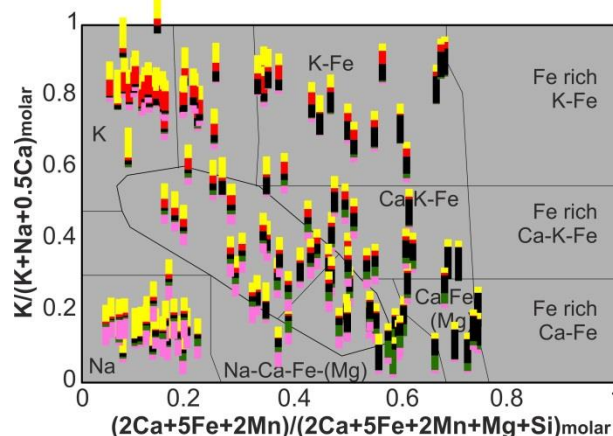 K/(K+Na+0.5Ca)molar
1
0.8
0.6
0.4
0.2
0
K-Fe
Fe rich
K-Fe
K
Ca-K-Fe
Fe rich
Ca-K-Fe
Ca-Fe
(Mg)
Fe rich
Ca-Fe
Na
Na-Ca-Fe-(Mg)
0
0.2
0.4
0.6
0.8
1
(2Ca+5Fe+2Mn)/(2Ca+5Fe+2Mn+Mg+Si)molar